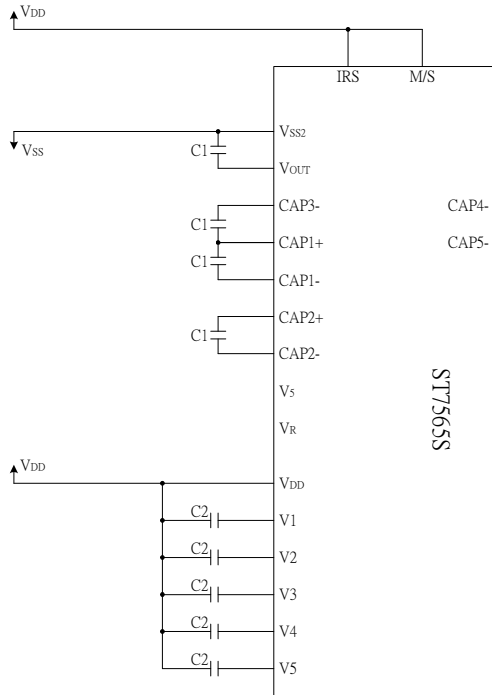 VDD
IRS M/S
VSS2
VSS
C1
VOUT
CAP3- CAP4-
C1
CAP1+ CAP5-
C1
CAP1-
CAP2+
C1
CAP2-
V5
ST7565S
VR
VDD
VDD
C2
V1
C2
V2
C2
V3
C2
V4
C2
V5